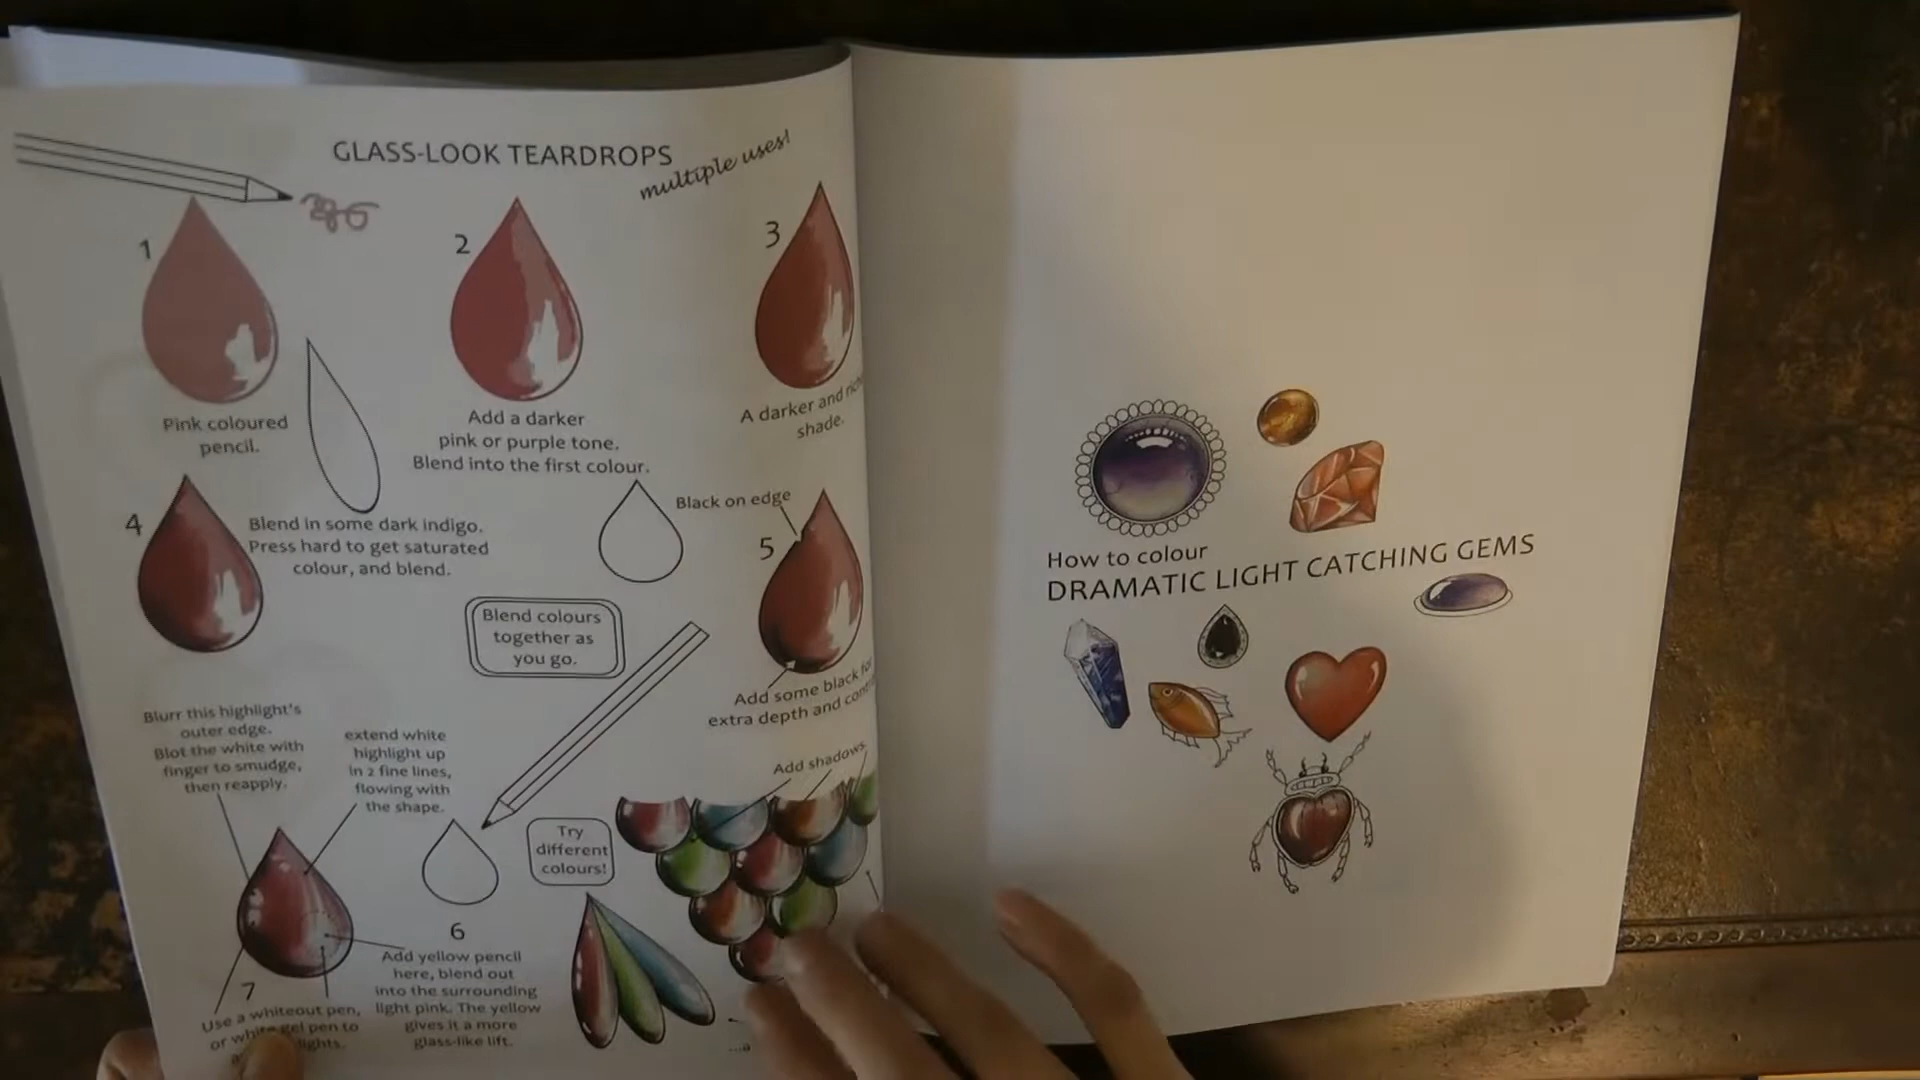 GLASS-LOOK TEARDROPS
multiple uses!
1
2
3
Pink coloured
pencil.
Add a darker
pink or purple tone.
Blend into the first colour.
A darker and
shade.
4
Blend in some dark indigo.
Press hard to get saturated
colour, and blend.
Black on edge
5
Blend colours
together as
you go.
Add some black for
extra depth and
Blurr this highlight's
outer edge.
Blot the white with
finger to smudge,
then reapply.
extend white
highlight up
in 2 fine lines,
flowing with
the shape.
Add shadows
Try
different
colours!
6
Add yellow pencil
here, blend out
into the surrounding
light pink. The yellow
gives it a more
glass-like lift.
7
Use a whiteout pen,
or white gel pen to
How to colour
DRAMATIC LIGHT CATCHING GEMS